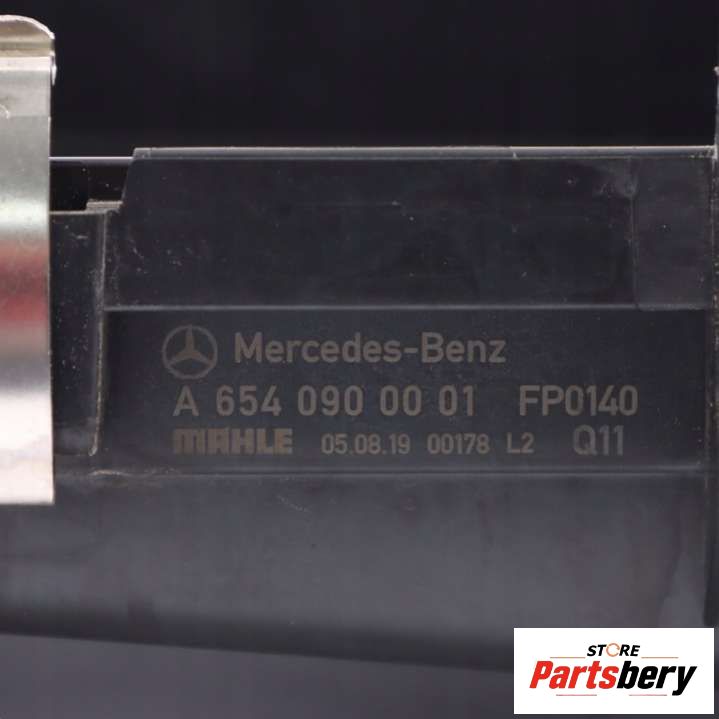 Mercedes-Benz
A 654 090 00 01 FP0140
MAHLE 05.08.19 00178 L2 Q11
STORE
Partsbery